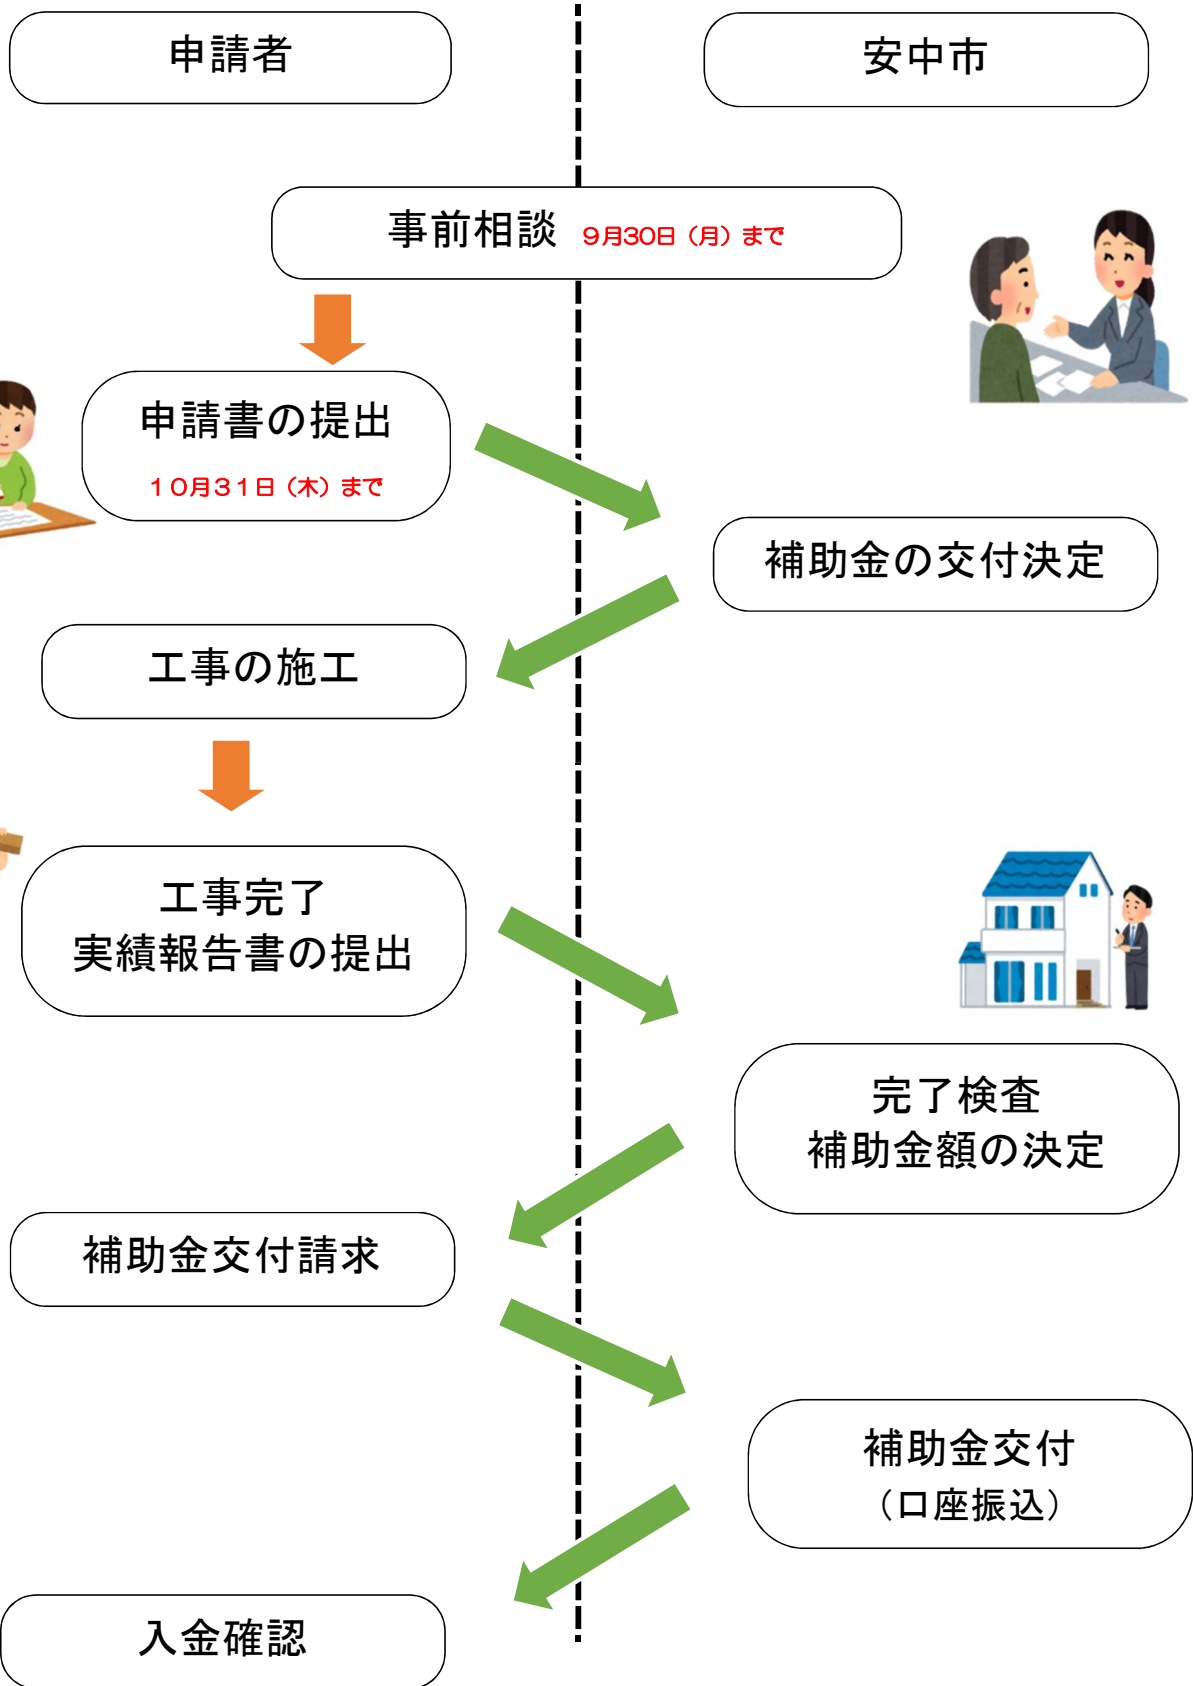 申請者
安中市
事前相談 9月30日（月）まで
申請書の提出
１０月３１日（木）まで
補助金の交付決定
工事の施工
工事完了
実績報告書の提出
完了検査
補助金額の決定
補助金交付請求
補助金交付
（口座振込）
入金確認